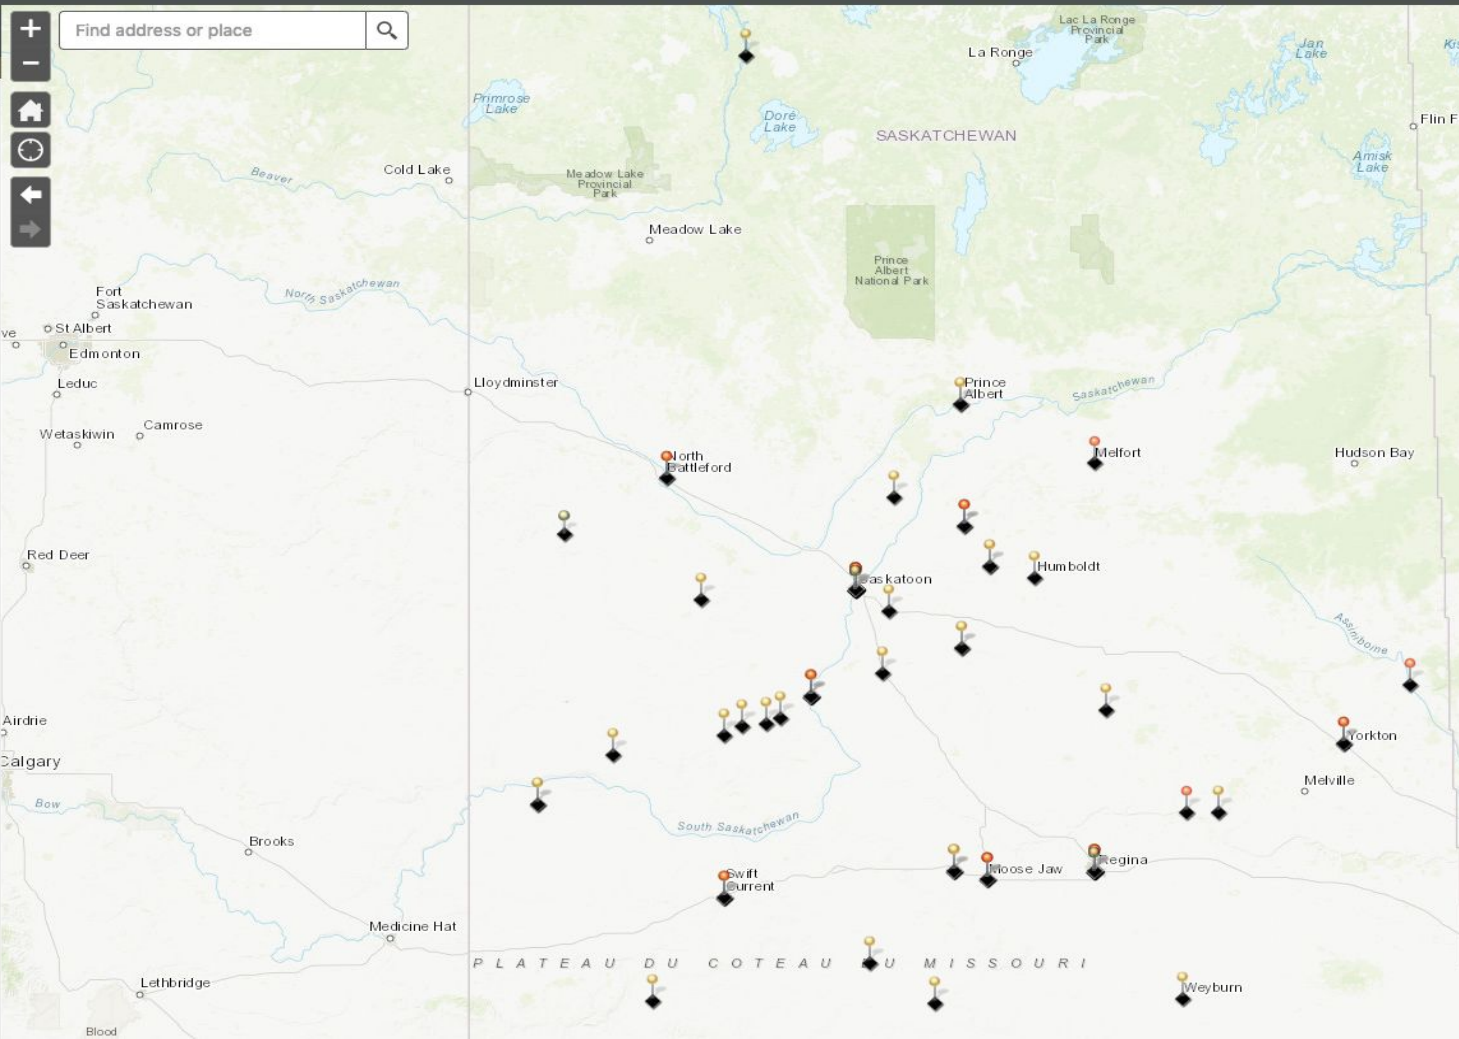 +
Find address or place
−
Lac La Ronge
Provincial
Park
La Ronge
Jan
Lake
Primrose
Lake
Doré
Lake
SASKATCHEWAN
Flin F
Amisk
Lake
Cold Lake
Beaver
Meadow Lake
Provincial
Park
Meadow Lake
Prince
Albert
National Park
Fort
Saskatchewan
North Saskatchewan
St Albert
ve
Edmonton
Leduc
Lloydminster
Prince
Albert
Saskatchewan
Camrose
Wetaskiwin
North
Battleford
Melfort
Hudson Bay
Red Deer
Humboldt
Saskatoon
Assiniboine
Airdrie
Calgary
Yorkton
Melville
Bow
Brooks
South Saskatchewan
Regina
Moose Jaw
Swift
Current
Medicine Hat
PLATEAU DU COTEAU DU MISSOURI
Lethbridge
Weyburn
Blood